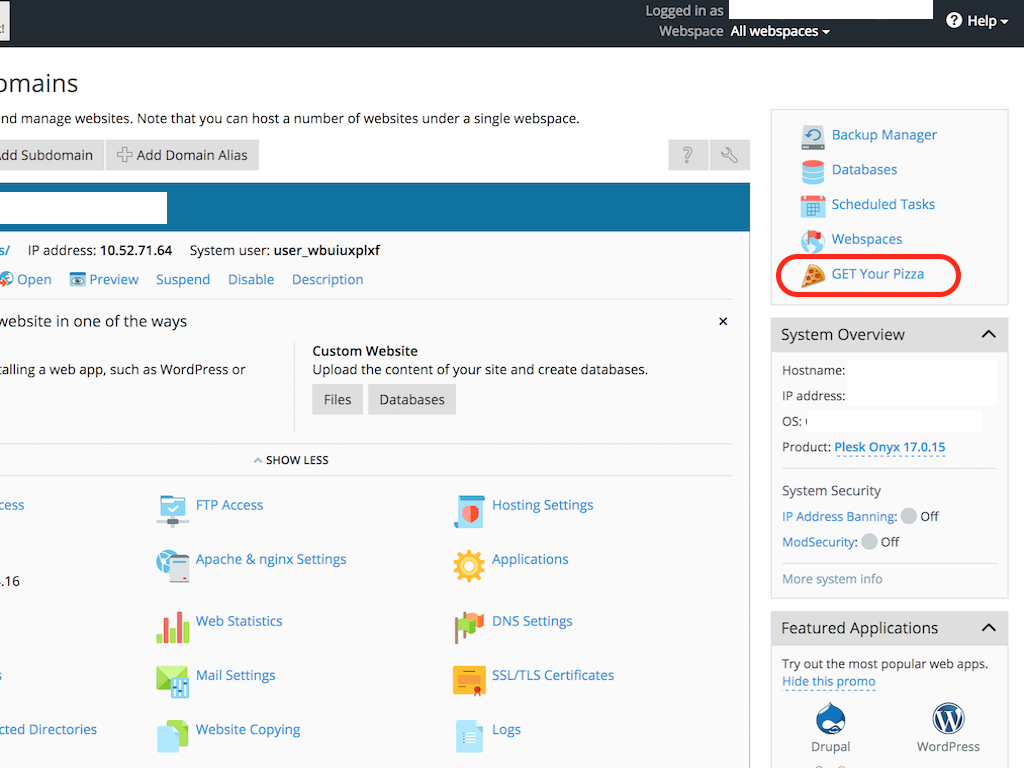 Logged in as
Webspace All webspaces
Help
omains
nd manage websites. Note that you can host a number of websites under a single webspace.
dd Subdomain
Add Domain Alias
?
s/ IP address: 10.52.71.64 System user: user_wbuiuxplxf
Open Preview Suspend Disable Description
website in one of the ways
alling a web app, such as WordPress or
Custom Website
Upload the content of your site and create databases.
Files
Databases
SHOW LESS
cess
FTP Access
Hosting Settings
Apache & nginx Settings
Applications
.16
Web Statistics
DNS Settings
s
Mail Settings
SSL/TLS Certificates
cted Directories
Website Copying
Logs
Backup Manager
Databases
Scheduled Tasks
Webspaces
GET Your Pizza
System Overview
Hostname:
IP address:
OS:
Product: Plesk Onyx 17.0.15
System Security
IP Address Banning: Off
ModSecurity: Off
More system info
Featured Applications
Try out the most popular web apps.
Hide this promo
Drupal
WordPress